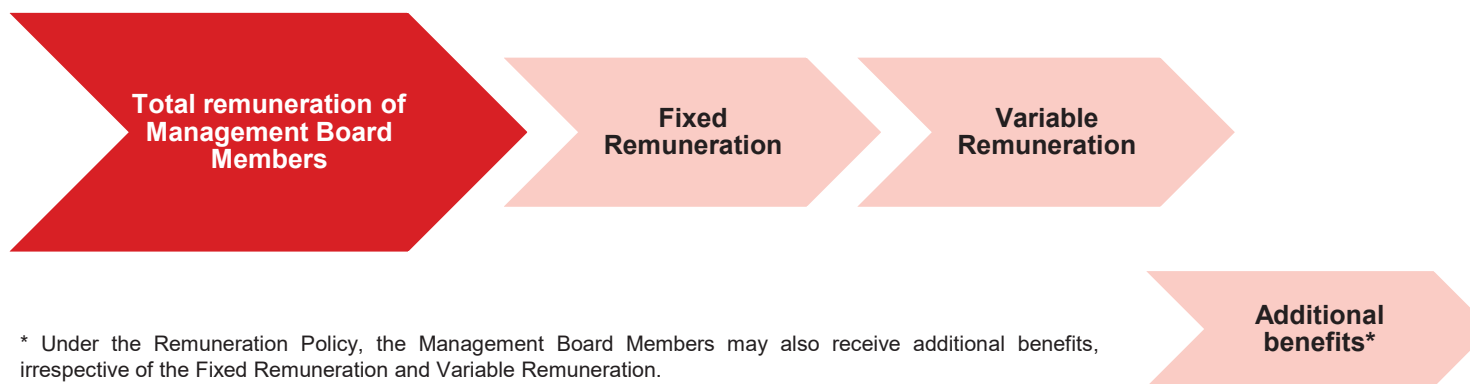 Total remuneration of
Management Board
Members
Fixed
Remuneration
Variable
Remuneration
Additional
benefits*
* Under the Remuneration Policy, the Management Board Members may also receive additional benefits,
irrespective of the Fixed Remuneration and Variable Remuneration.